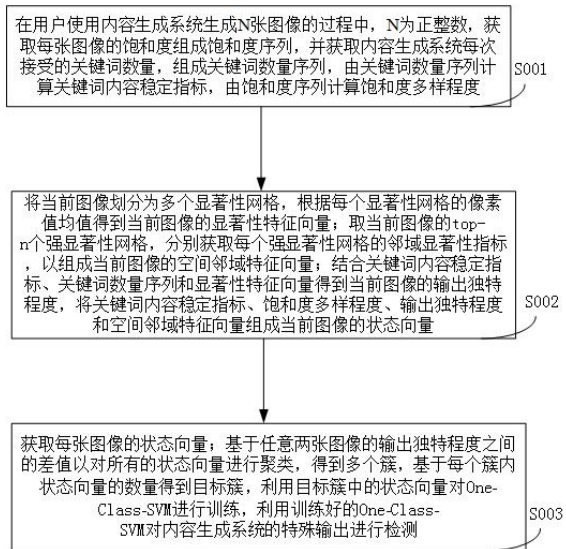 在用户使用内容生成系统生成N张图像的过程中，N为正整数，获
取每张图像的饱和度组成饱和度序列，并获取内容生成系统每次
接受的关键词数量，组成关键词数量序列，由关键词数量序列计
算关键词内容稳定指标，由饱和度序列计算饱和度多样程度
S001
将当前图像划分为多个显著性网格，根据每个显著性网格的像素
值均值得到当前图像的显著性特征向量；取当前图像的top-
n个强显著性网格，分别获取每个强显著性网格的邻域显著性指标
，以组成当前图像的空间邻域特征向量；结合关键词内容稳定指
标、关键词数量序列和显著性特征向量得到当前图像的输出独特
程度，将关键词内容稳定指标、饱和度多样程度、输出独特程度
和空间邻域特征向量组成当前图像的状态向量
S002
获取每张图像的状态向量；基于任意两张图像的输出独特程度之间
的差值以对所有的状态向量进行聚类，得到多个簇，基于每个簇内
状态向量的数量得到目标簇，利用目标簇中的状态向量对One-
Class-SVM进行训练，利用训练好的One-Class-
SVM对内容生成系统的特殊输出进行检测
S003